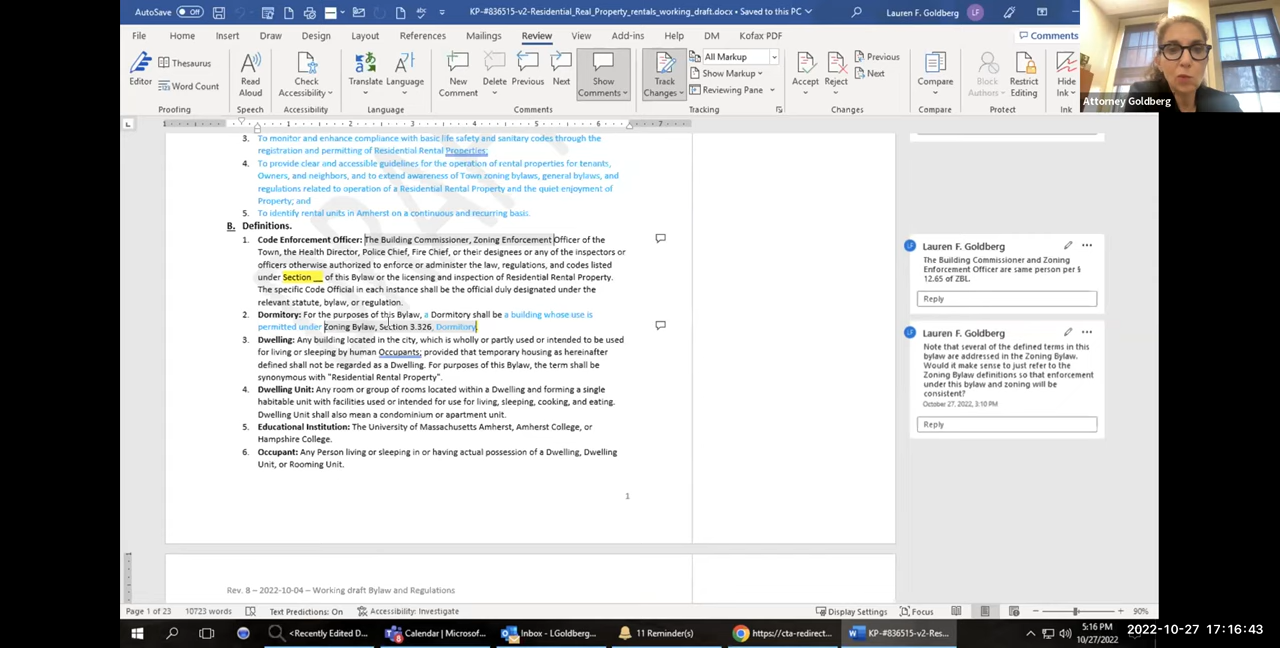 AutoSave Off KP-#836515-v2-Residential_Real_Property_rentals_working_draft.docx • Saved to this PC Lauren F. Goldberg LF
File Home Insert Draw Design Layout References Mailings Review View Add-ins Help DM Kofax PDF Comments
Editor Thesaurus Word Count Read Aloud Check Accessibility Translate Language New Comment Delete Previous Next Show Comments Track Changes All Markup Show Markup Reviewing Pane Accept Reject Previous Next Compare Block Authors Restrict Editing Hide Ink
Proofing Speech Accessibility Language Comments Tracking Changes Compare Protect Ink
Attorney Goldberg
3. To monitor and enhance compliance with basic life safety and sanitary codes through the
registration and permitting of Residential Rental Properties;
4. To provide clear and accessible guidelines for the operation of rental properties for tenants,
Owners, and neighbors, and to extend awareness of Town zoning bylaws, general bylaws, and
regulations related to operation of a Residential Rental Property and the quiet enjoyment of
Property; and
5. To identify rental units in Amherst on a continuous and recurring basis.
B. Definitions.
1. Code Enforcement Officer: The Building Commissioner, Zoning Enforcement Officer of the
Town, the Health Director, Police Chief, Fire Chief, or their designees or any of the inspectors or
officers otherwise authorized to enforce or administer the law, regulations, and codes listed
under Section __ of this Bylaw or the licensing and inspection of Residential Rental Property.
The specific Code Official in each instance shall be the official duly designated under the
relevant statute, bylaw, or regulation.
2. Dormitory: For the purposes of this Bylaw, a Dormitory shall be a building whose use is
permitted under Zoning Bylaw, Section 3.326, Dormitory.
3. Dwelling: Any building located in the city, which is wholly or partly used or intended to be used
for living or sleeping by human Occupants; provided that temporary housing as hereinafter
defined shall not be regarded as a Dwelling. For purposes of this Bylaw, the term shall be
synonymous with "Residential Rental Property".
4. Dwelling Unit: Any room or group of rooms located within a Dwelling and forming a single
habitable unit with facilities used or intended for use for living, sleeping, cooking, and eating.
Dwelling Unit shall also mean a condominium or apartment unit.
5. Educational Institution: The University of Massachusetts Amherst, Amherst College, or
Hampshire College.
6. Occupant: Any Person living or sleeping in or having actual possession of a Dwelling, Dwelling
Unit, or Rooming Unit.
1
Rev. 8 – 2022-10-04 – Working draft Bylaw and Regulations
Lauren F. Goldberg
The Building Commissioner and Zoning
Enforcement Officer are same person per §
12.65 of ZBL.
Reply
Lauren F. Goldberg
Note that several of the defined terms in this
bylaw are addressed in the Zoning Bylaw.
Would it make sense to just refer to the
Zoning Bylaw definitions so that enforcement
under this bylaw and zoning will be
consistent?
October 27, 2022, 3:10 PM
Reply
Page 1 of 23 10723 words Text Predictions: On Accessibility: Investigate Display Settings Focus 90%
<Recently Edited D... Calendar | Microsof... Inbox - LGoldberg... 11 Reminder(s) https://cta-redirect... KP-#836515-v2-Res... 5:16 PM
10/27/2022
2022-10-27 17:16:43